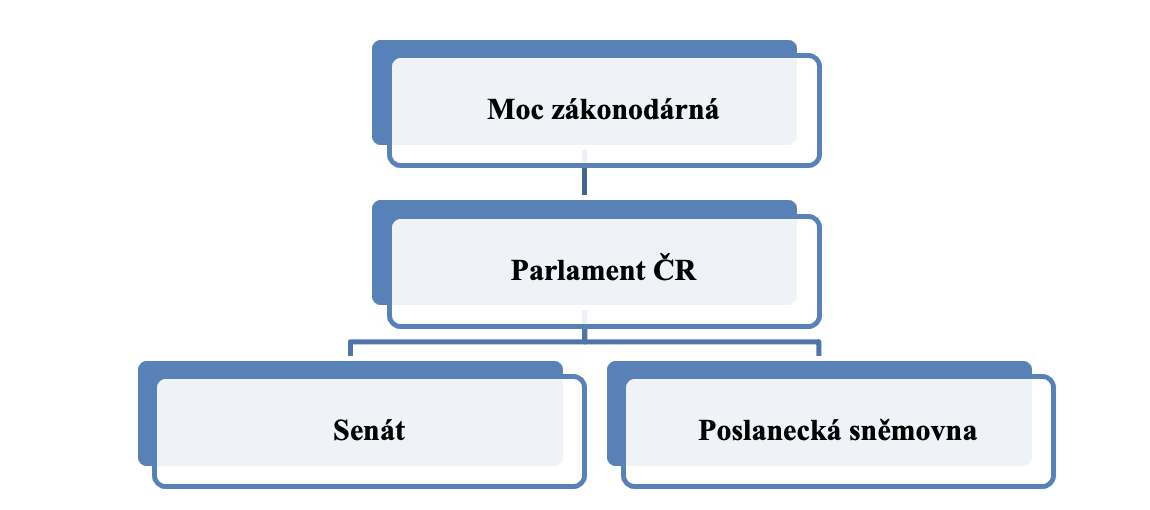 Moc zákonodárná
Parlament ČR
Senát
Poslanecká sněmovna